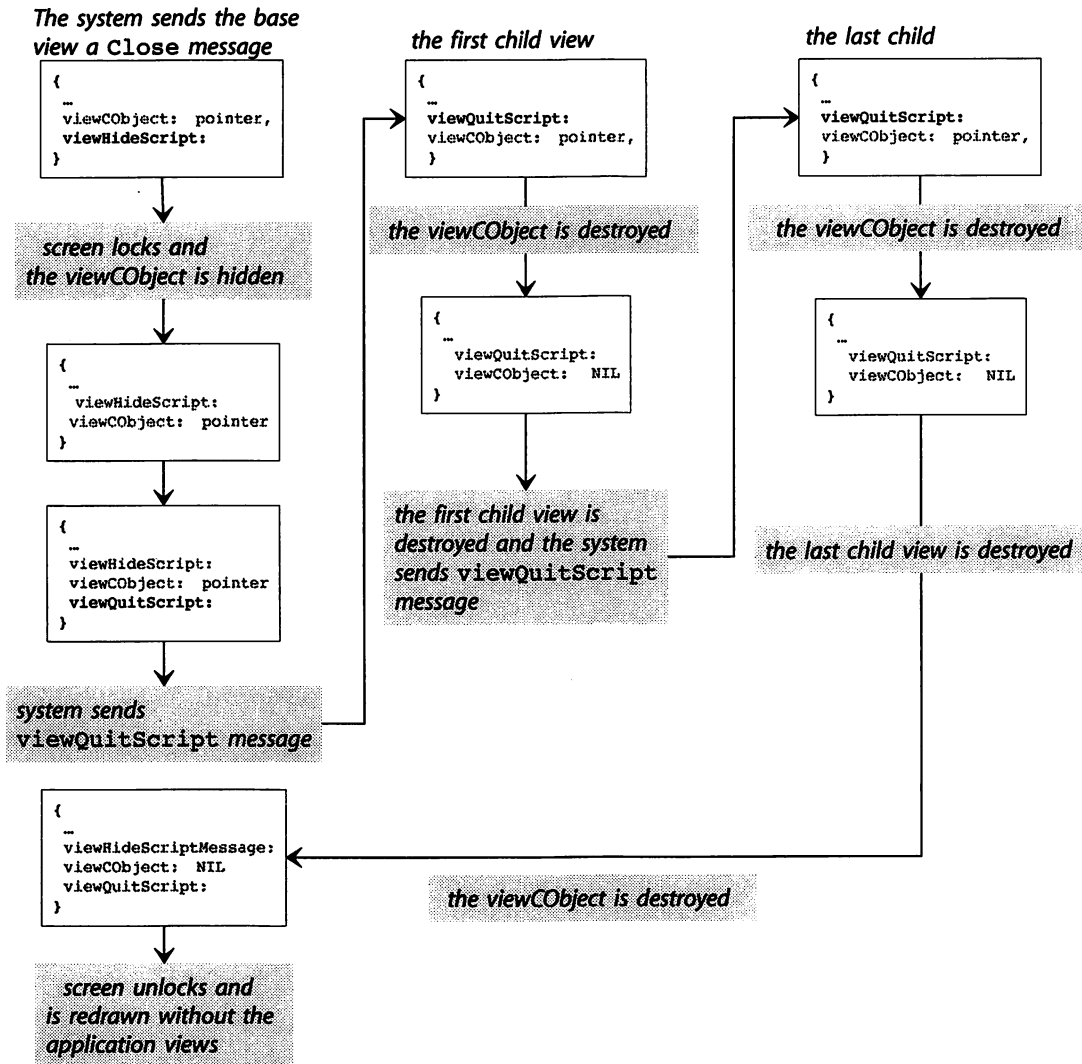 The system sends the base
view a Close message
{
...
viewCObject: pointer,
viewHideScript:
}
screen locks and
the viewCObject is hidden
{
...
viewHideScript:
viewCObject: pointer
}
{
...
viewHideScript:
viewCObject: pointer
viewQuitScript:
}
system sends
viewQuitScript message
the first child view
{
...
viewQuitScript:
viewCObject: pointer,
}
the viewCObject is destroyed
{
...
viewQuitScript:
viewCObject: NIL
}
the first child view is
destroyed and the system
sends viewQuitScript
message
the last child
{
...
viewQuitScript:
viewCObject: pointer,
}
the viewCObject is destroyed
{
...
viewQuitScript:
viewCObject: NIL
}
the last child view is destroyed
the viewCObject is destroyed
{
...
viewHideScriptMessage:
viewCObject: NIL
viewQuitScript:
}
screen unlocks and
is redrawn without the
application views